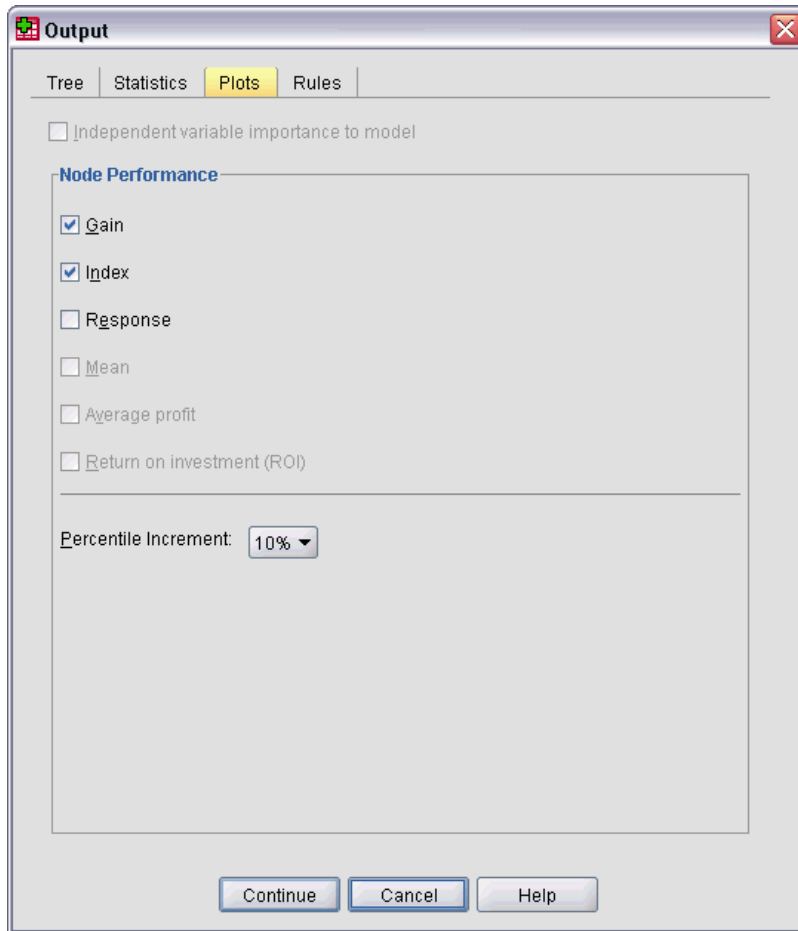 Output
Tree Statistics Plots Rules
Independent variable importance to model
Node Performance
Gain
Index
Response
Mean
Average profit
Return on investment (ROI)
Percentile Increment: 10%
Continue Cancel Help